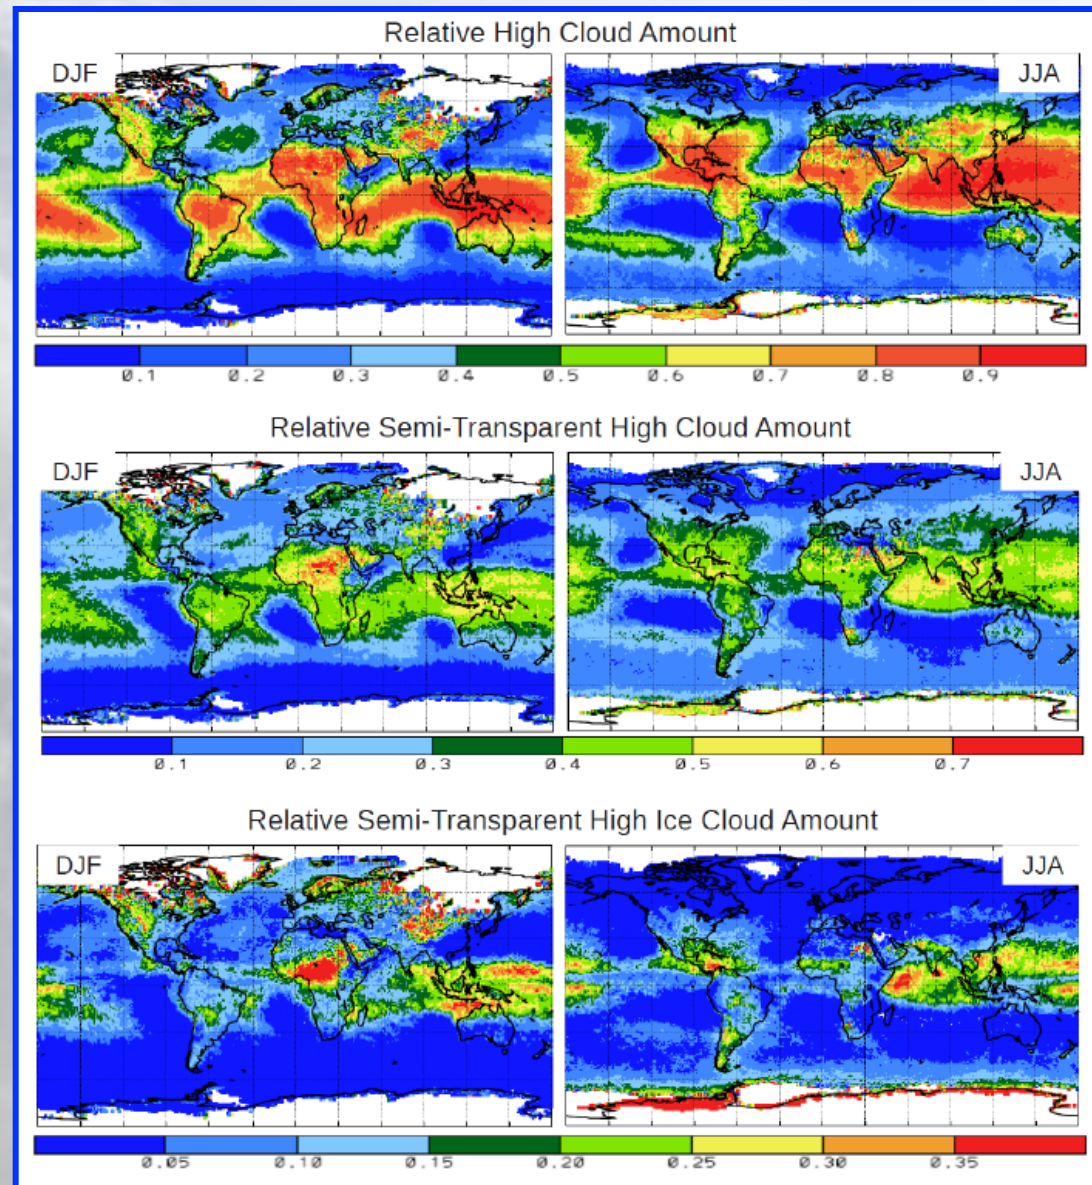 Relative High Cloud Amount
DJF
JJA
0.1 0.2 0.3 0.4 0.5 0.6 0.7 0.8 0.9
Relative Semi-Transparent High Cloud Amount
DJF
JJA
0.1 0.2 0.3 0.4 0.5 0.6 0.7
Relative Semi-Transparent High Ice Cloud Amount
DJF
JJA
0.05 0.10 0.15 0.20 0.25 0.30 0.35